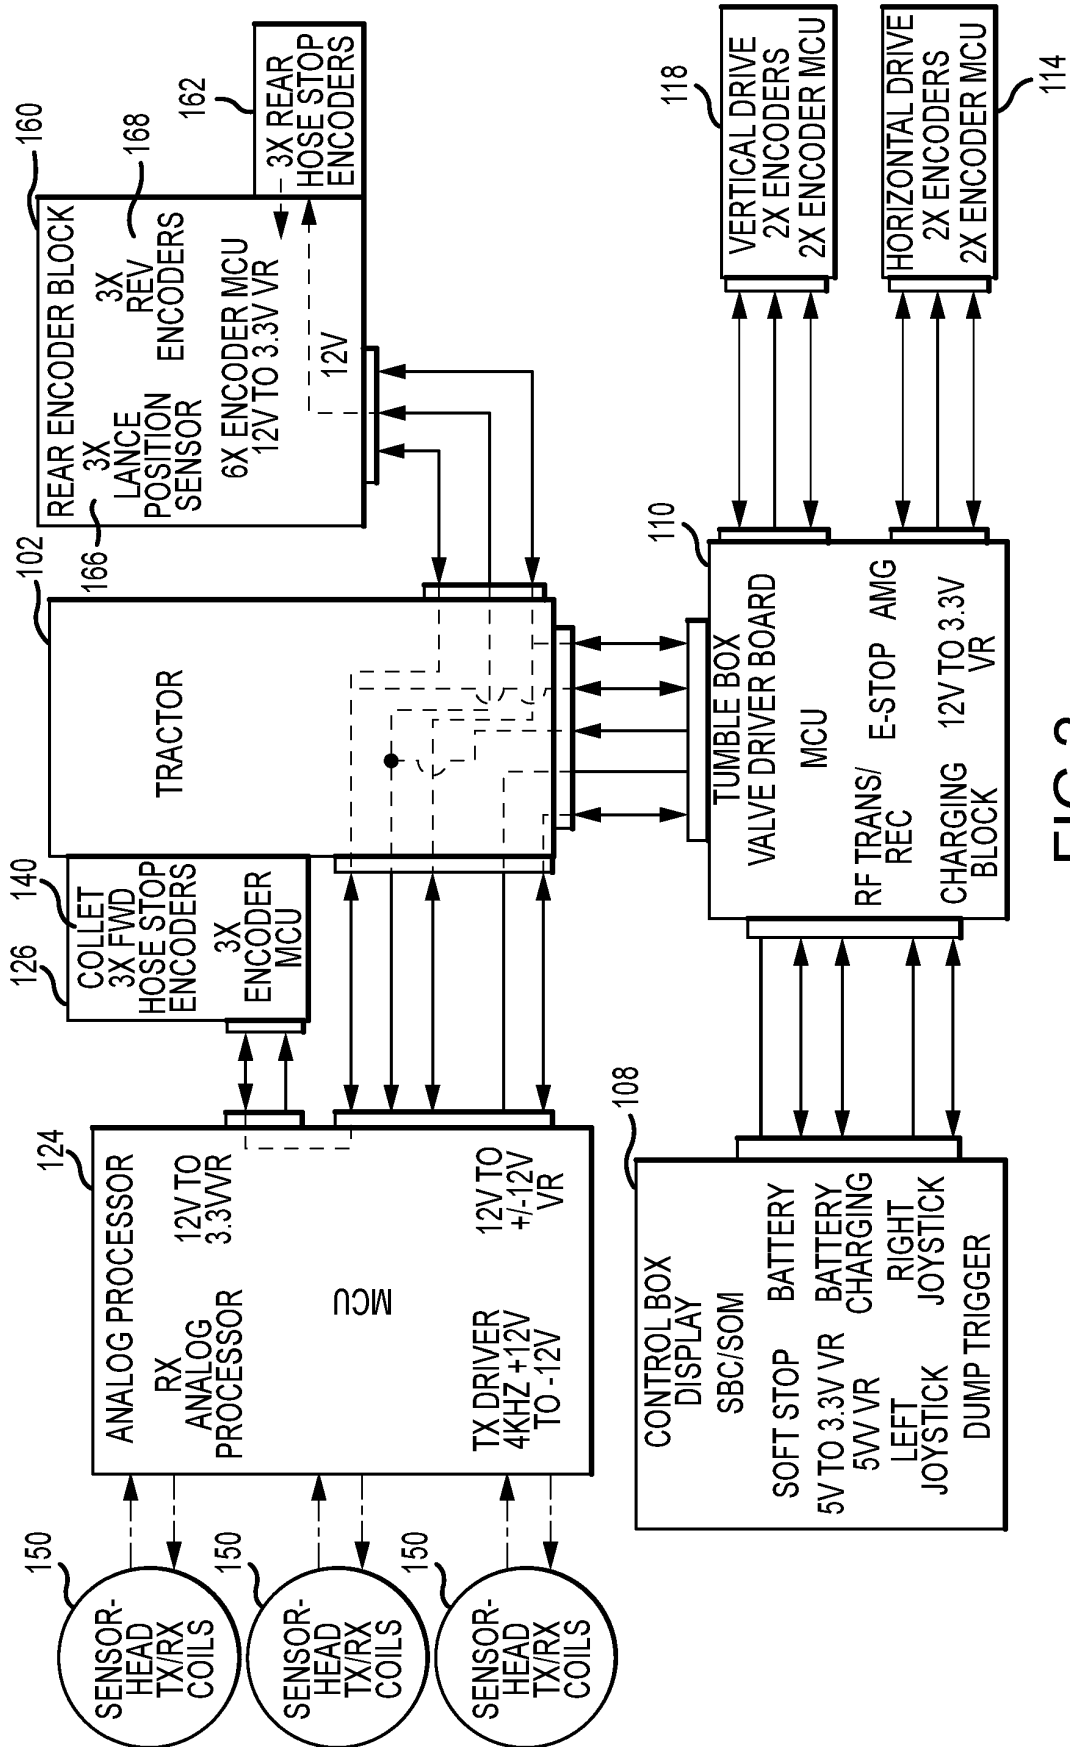 160
REAR ENCODER BLOCK
3X
LANCE
POSITION
SENSOR
166
3X
REV
ENCODERS
168
6X ENCODER MCU
12V TO 3.3V VR
12V
162
3X REAR
HOSE STOP
ENCODERS
102
TRACTOR
126
140
COLLET
3X FWD
HOSE STOP
ENCODERS
3X
ENCODER
MCU
124
ANALOG PROCESSOR
RX
ANALOG
PROCESSOR
12V TO
3.3VVR
MCU
TX DRIVER
4KHZ +12V
TO -12V
12V TO
+/-12V
VR
150
SENSOR-
HEAD
TX/RX
COILS
150
SENSOR-
HEAD
TX/RX
COILS
150
SENSOR-
HEAD
TX/RX
COILS
108
CONTROL BOX
DISPLAY
SBC/SOM
SOFT STOP
BATTERY
5V TO 3.3V VR
5VV VR
BATTERY
CHARGING
LEFT
JOYSTICK
RIGHT
JOYSTICK
DUMP TRIGGER
110
TUMBLE BOX
VALVE DRIVER BOARD
MCU
RF TRANS/
REC
E-STOP AMG
CHARGING
BLOCK
12V TO 3.3V
VR
118
VERTICAL DRIVE
2X ENCODERS
2X ENCODER MCU
114
HORIZONTAL DRIVE
2X ENCODERS
2X ENCODER MCU